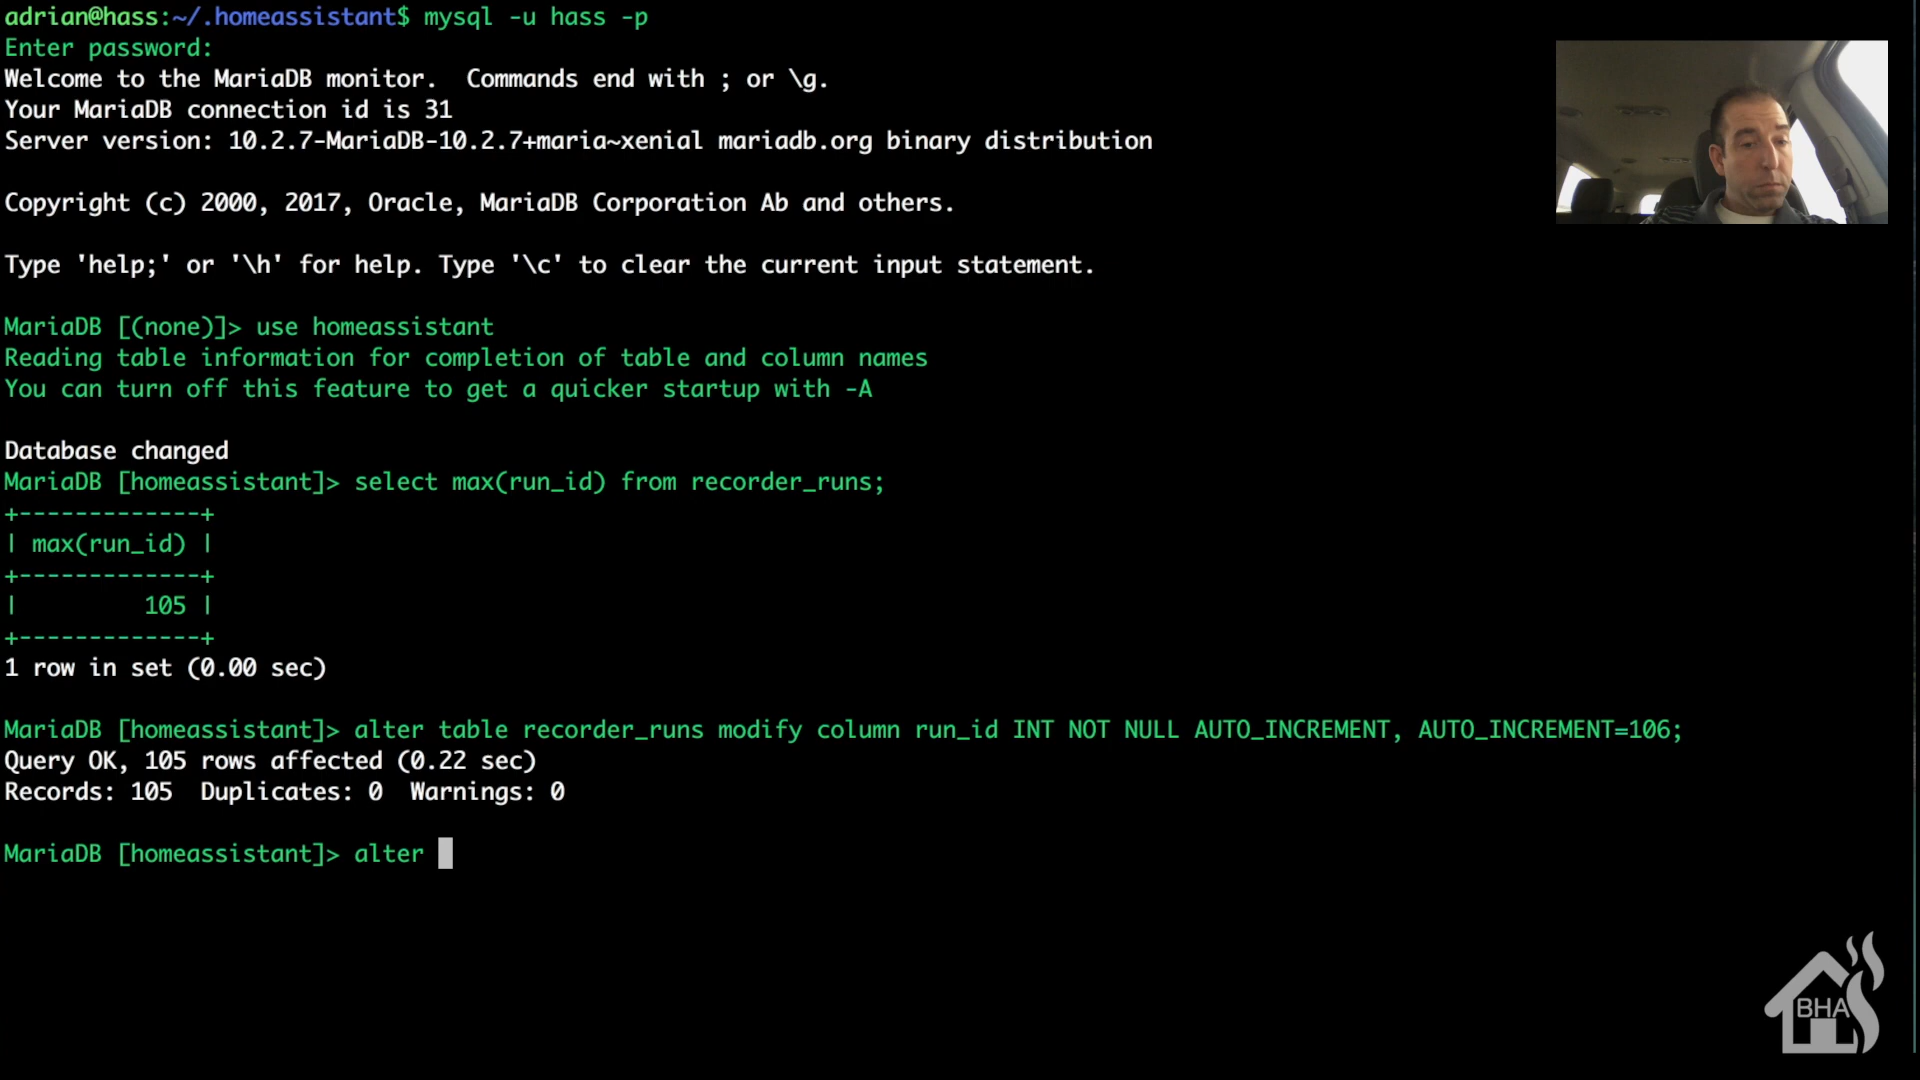 adrian@hass:~/.homeassistant$ mysql -u hass -p
Enter password:
Welcome to the MariaDB monitor.  Commands end with ; or \g.
Your MariaDB connection id is 31
Server version: 10.2.7-MariaDB-10.2.7+maria~xenial mariadb.org binary distribution
Copyright (c) 2000, 2017, Oracle, MariaDB Corporation Ab and others.
Type 'help;' or '\h' for help. Type '\c' to clear the current input statement.
MariaDB [(none)]> use homeassistant
Reading table information for completion of table and column names
You can turn off this feature to get a quicker startup with -A
Database changed
MariaDB [homeassistant]> select max(run_id) from recorder_runs;
+-------------+
| max(run_id) |
+-------------+
|         105 |
+-------------+
1 row in set (0.00 sec)
MariaDB [homeassistant]> alter table recorder_runs modify column run_id INT NOT NULL AUTO_INCREMENT, AUTO_INCREMENT=106;
Query OK, 105 rows affected (0.22 sec)
Records: 105  Duplicates: 0  Warnings: 0
MariaDB [homeassistant]> alter
BHA